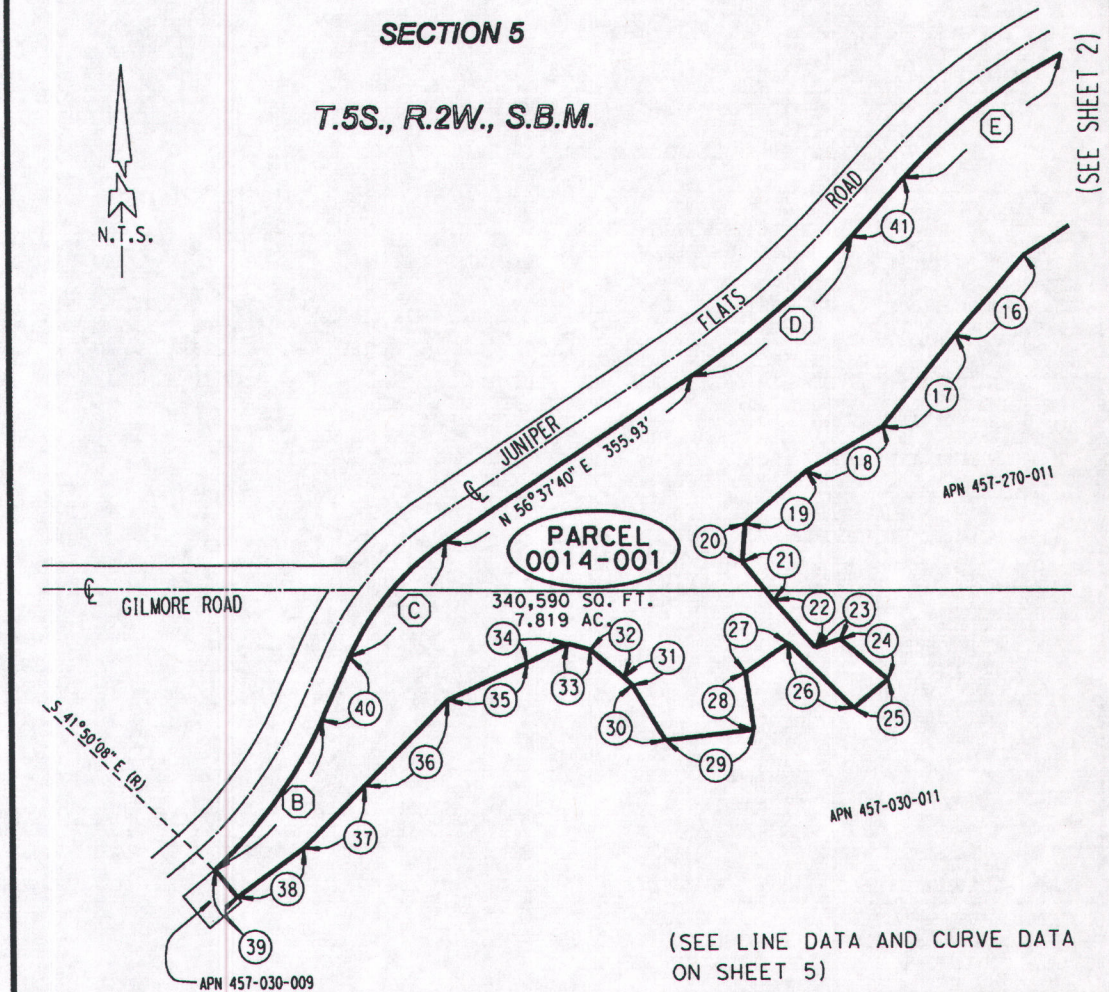 SECTION 5
T.5S., R.2W., S.B.M.
(SEE SHEET 2)
N
N.T.S.
E
ROAD
41
FLATS
D
16
17
JUNIPER
℄
N 56°37'40" E 355.93'
18
APN 457-270-011
19
PARCEL
0014-001
20
21
℄
GILMORE ROAD
C
340,590 SQ. FT.
7.819 AC.
22
23
24
27
34
32
31
33
35
28
26
25
40
30
29
S 41°50'08" E (R)
36
B
37
APN 457-030-011
38
39
(SEE LINE DATA AND CURVE DATA
ON SHEET 5)
APN 457-030-009